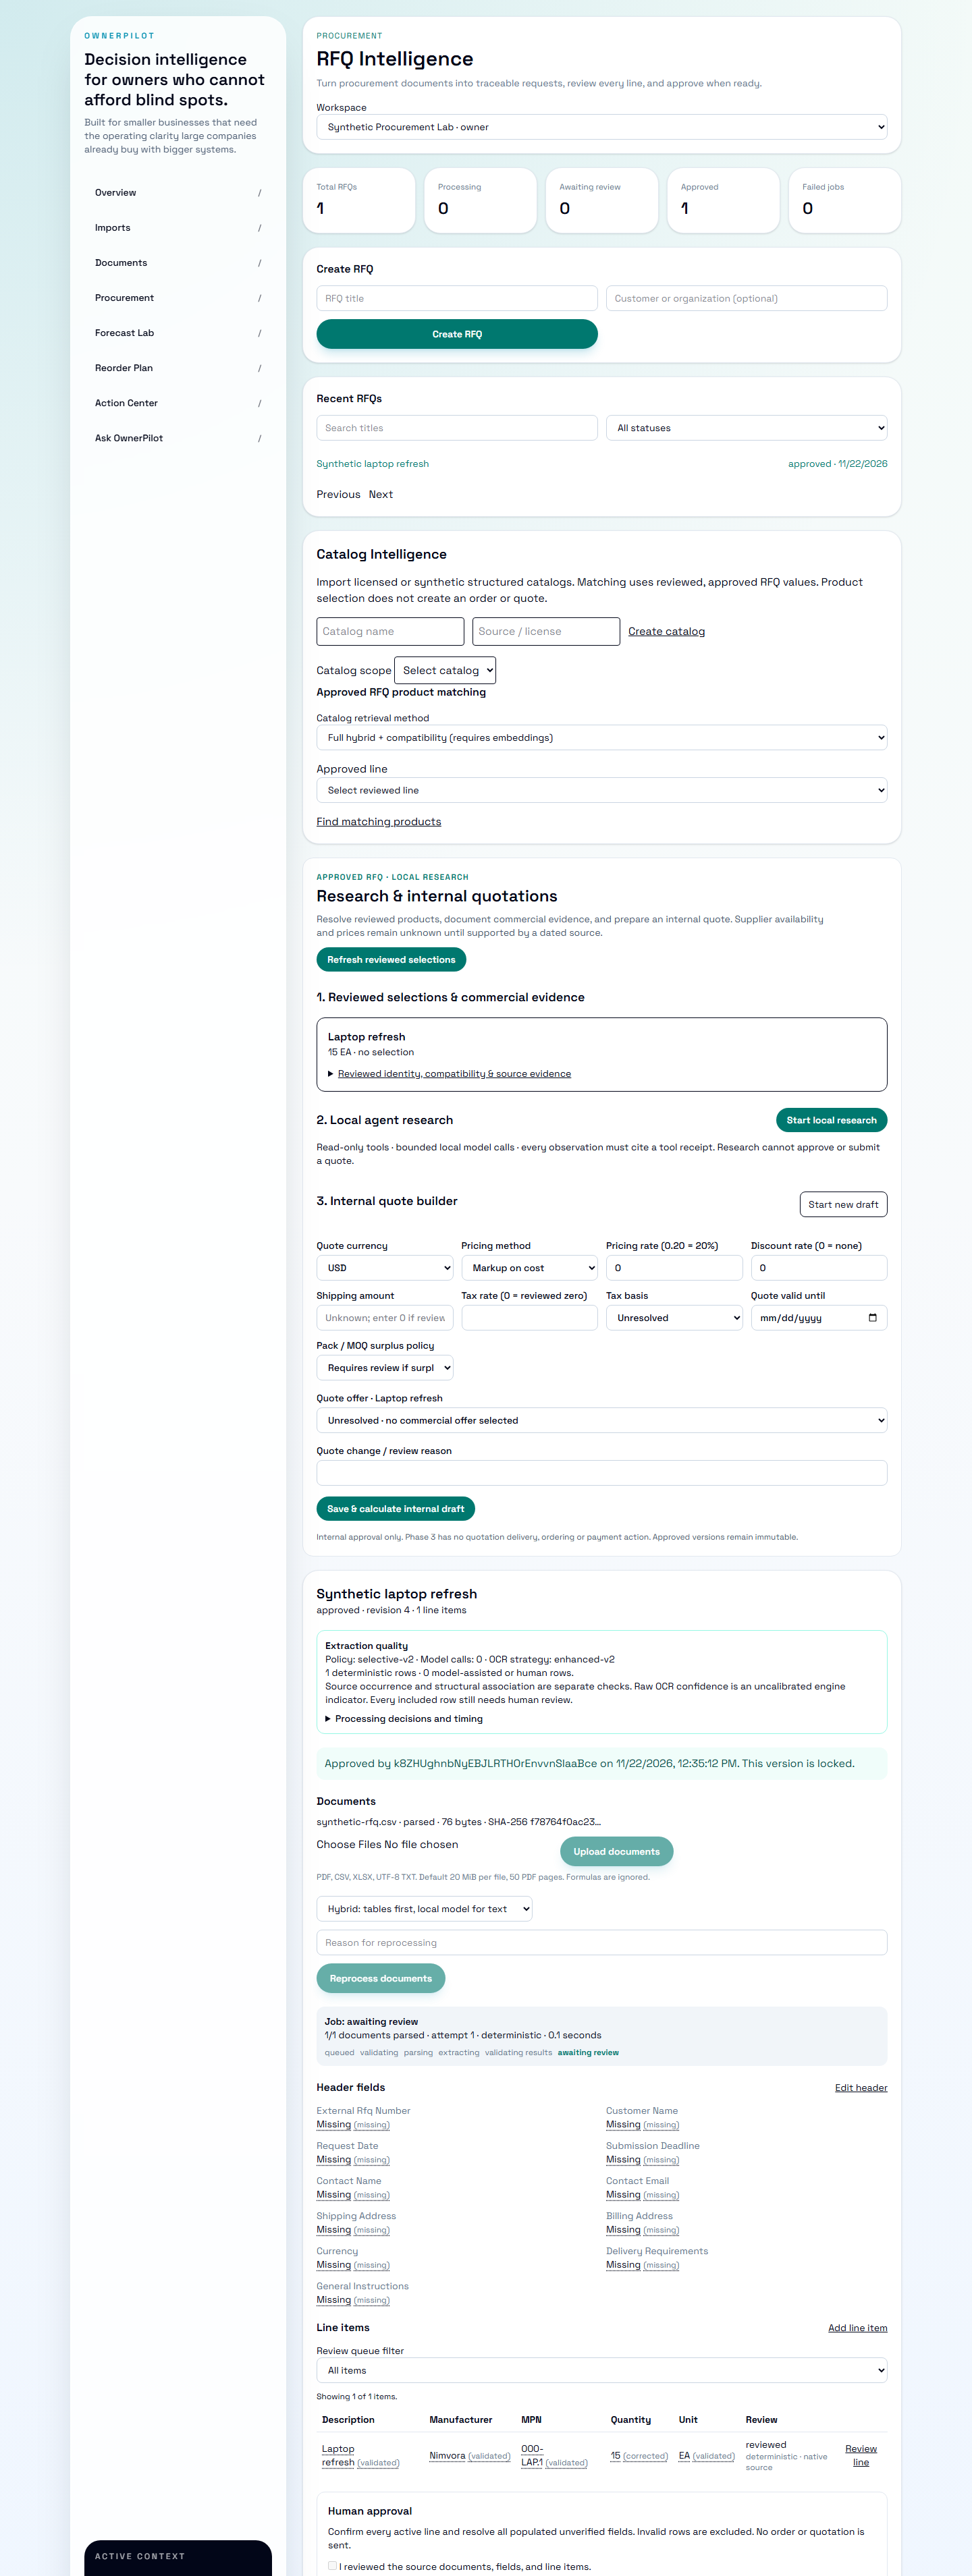 OWNERPILOT
Decision intelligence
for owners who cannot
afford blind spots.
Built for smaller businesses that need
the operating clarity large companies
already buy with bigger systems.
Overview /
Imports /
Documents /
Procurement /
Forecast Lab /
Reorder Plan /
Action Center /
Ask OwnerPilot /
ACTIVE CONTEXT
PROCUREMENT
RFQ Intelligence
Turn procurement documents into traceable requests, review every line, and approve when ready.
Workspace
Synthetic Procurement Lab · owner
Total RFQs
1
Processing
0
Awaiting review
0
Approved
1
Failed jobs
0
Create RFQ
RFQ title
Customer or organization (optional)
Create RFQ
Recent RFQs
Search titles
All statuses
Synthetic laptop refresh
approved · 11/22/2026
Previous Next
Catalog Intelligence
Import licensed or synthetic structured catalogs. Matching uses reviewed, approved RFQ values. Product
selection does not create an order or quote.
Catalog name
Source / license
Create catalog
Catalog scope Select catalog
Approved RFQ product matching
Catalog retrieval method
Full hybrid + compatibility (requires embeddings)
Approved line
Select reviewed line
Find matching products
APPROVED RFQ · LOCAL RESEARCH
Research & internal quotations
Resolve reviewed products, document commercial evidence, and prepare an internal quote. Supplier availability
and prices remain unknown until supported by a dated source.
Refresh reviewed selections
1. Reviewed selections & commercial evidence
Laptop refresh
15 EA · no selection
▶ Reviewed identity, compatibility & source evidence
2. Local agent research
Start local research
Read-only tools · bounded local model calls · every observation must cite a tool receipt. Research cannot approve or submit
a quote.
3. Internal quote builder
Start new draft
Quote currency
USD
Pricing method
Markup on cost
Pricing rate (0.20 = 20%)
0
Discount rate (0 = none)
0
Shipping amount
Unknown; enter 0 if review
Tax rate (0 = reviewed zero)
Tax basis
Unresolved
Quote valid until
mm/dd/yyyy
Pack / MOQ surplus policy
Requires review if surpl
Quote offer · Laptop refresh
Unresolved · no commercial offer selected
Quote change / review reason
Save & calculate internal draft
Internal approval only. Phase 3 has no quotation delivery, ordering or payment action. Approved versions remain immutable.
Synthetic laptop refresh
approved · revision 4 · 1 line items
Extraction quality
Policy: selective-v2 · Model calls: 0 · OCR strategy: enhanced-v2
1 deterministic rows · 0 model-assisted or human rows.
Source occurrence and structural association are separate checks. Raw OCR confidence is an uncalibrated engine
indicator. Every included row still needs human review.
▶ Processing decisions and timing
Approved by k8ZHUghnbNyEBJLRTHOrEnvvnSlaaBce on 11/22/2026, 12:35:12 PM. This version is locked.
Documents
synthetic-rfq.csv · parsed · 76 bytes · SHA-256 f78764f0ac23…
Choose Files No file chosen
Upload documents
PDF, CSV, XLSX, UTF-8 TXT. Default 20 MiB per file, 50 PDF pages. Formulas are ignored.
Hybrid: tables first, local model for text
Reason for reprocessing
Reprocess documents
Job: awaiting review
1/1 documents parsed · attempt 1 · deterministic · 0.1 seconds
queued validating parsing extracting validating results awaiting review
Header fields
Edit header
External Rfq Number
Missing (missing)
Customer Name
Missing (missing)
Request Date
Missing (missing)
Submission Deadline
Missing (missing)
Contact Name
Missing (missing)
Contact Email
Missing (missing)
Shipping Address
Missing (missing)
Billing Address
Missing (missing)
Currency
Missing (missing)
Delivery Requirements
Missing (missing)
General Instructions
Missing (missing)
Line items
Add line item
Review queue filter
All items
Showing 1 of 1 items.
Description Manufacturer MPN Quantity Unit Review
Laptop
refresh (validated)
Nimvora (validated)
000-
LAP.1 (validated)
15 (corrected)
EA (validated)
reviewed
deterministic · native
source
Review
line
Human approval
Confirm every active line and resolve all populated unverified fields. Invalid rows are excluded. No order or quotation is
sent.
I reviewed the source documents, fields, and line items.